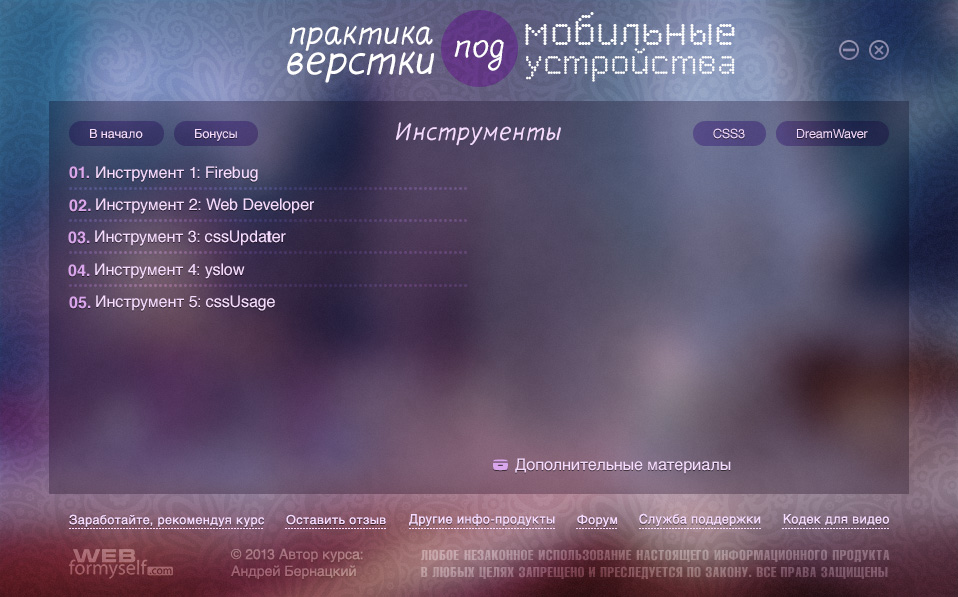 практика верстки под мобильные устройства
В начало
Бонусы
Инструменты
CSS3
DreamWaver
01. Инструмент 1: Firebug
02. Инструмент 2: Web Developer
03. Инструмент 3: cssUpdater
04. Инструмент 4: yslow
05. Инструмент 5: cssUsage
Дополнительные материалы
Заработайте, рекомендуя курс
Оставить отзыв
Другие инфо-продукты
Форум
Служба поддержки
Кодек для видео
WEB
formyself.com
© 2013 Автор курса:
Андрей Бернацкий
ЛЮБОЕ НЕЗАКОННОЕ ИСПОЛЬЗОВАНИЕ НАСТОЯЩЕГО ИНФОРМАЦИОННОГО ПРОДУКТА
В ЛЮБЫХ ЦЕЛЯХ ЗАПРЕЩЕНО И ПРЕСЛЕДУЕТСЯ ПО ЗАКОНУ. ВСЕ ПРАВА ЗАЩИЩЕНЫ